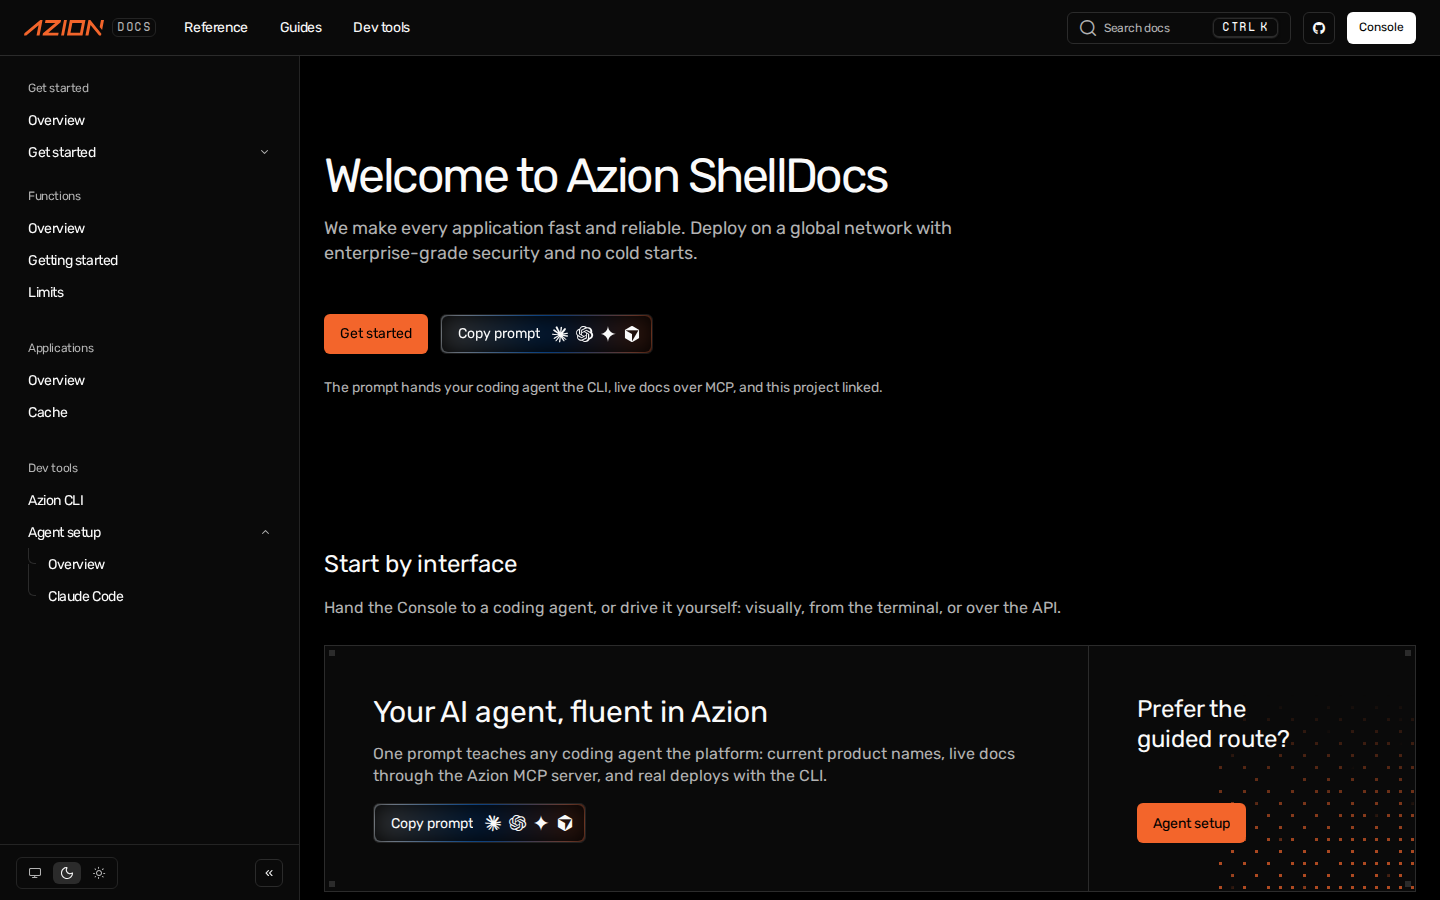 AZION DOCS Reference Guides Dev tools Search docs CTRL K Console
Get started
Overview
Get started
Functions
Overview
Getting started
Limits
Applications
Overview
Cache
Dev tools
Azion CLI
Agent setup
Overview
Claude Code
Welcome to Azion ShellDocs
We make every application fast and reliable. Deploy on a global network with
enterprise-grade security and no cold starts.
Get started Copy prompt
The prompt hands your coding agent the CLI, live docs over MCP, and this project linked.
Start by interface
Hand the Console to a coding agent, or drive it yourself: visually, from the terminal, or over the API.
Your AI agent, fluent in Azion
One prompt teaches any coding agent the platform: current product names, live docs
through the Azion MCP server, and real deploys with the CLI.
Copy prompt
Prefer the
guided route?
Agent setup